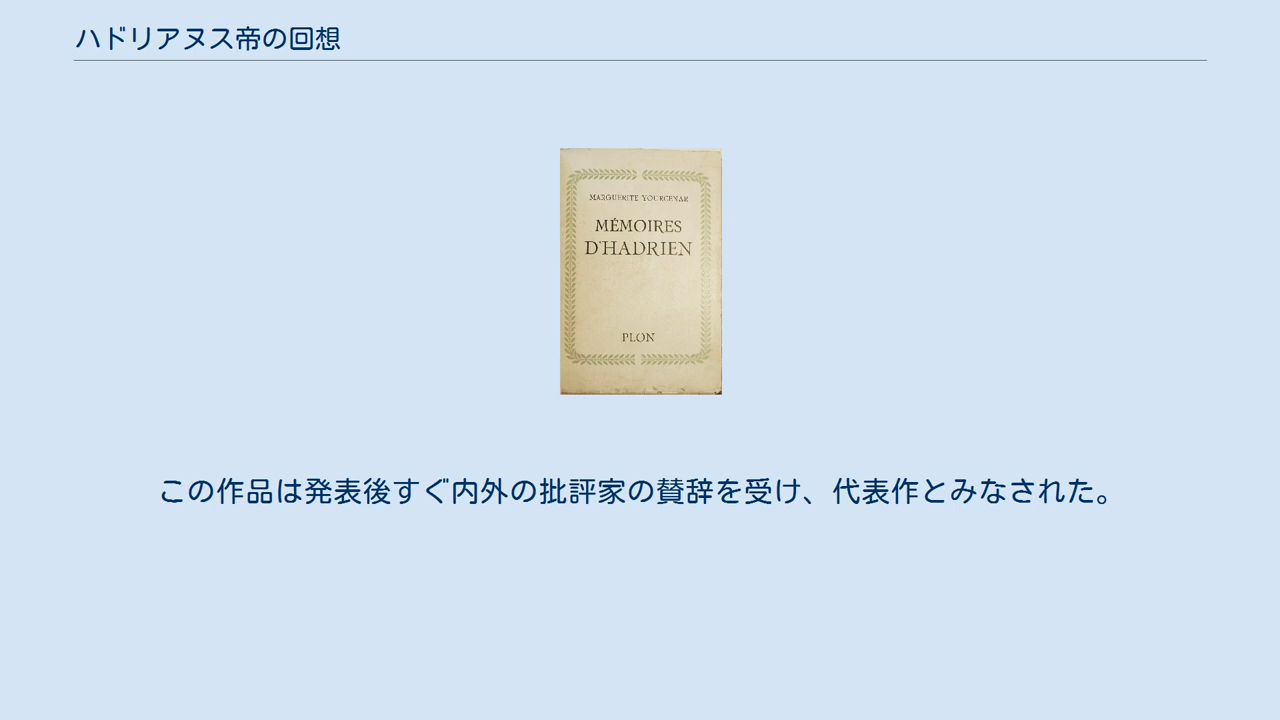 ハドリアヌス帝の回想
MARGUERITE YOURCENAR
MÉMOIRES
D'HADRIEN
PLON
この作品は発表後すぐ内外の批評家の賛辞を受け、代表作とみなされた。